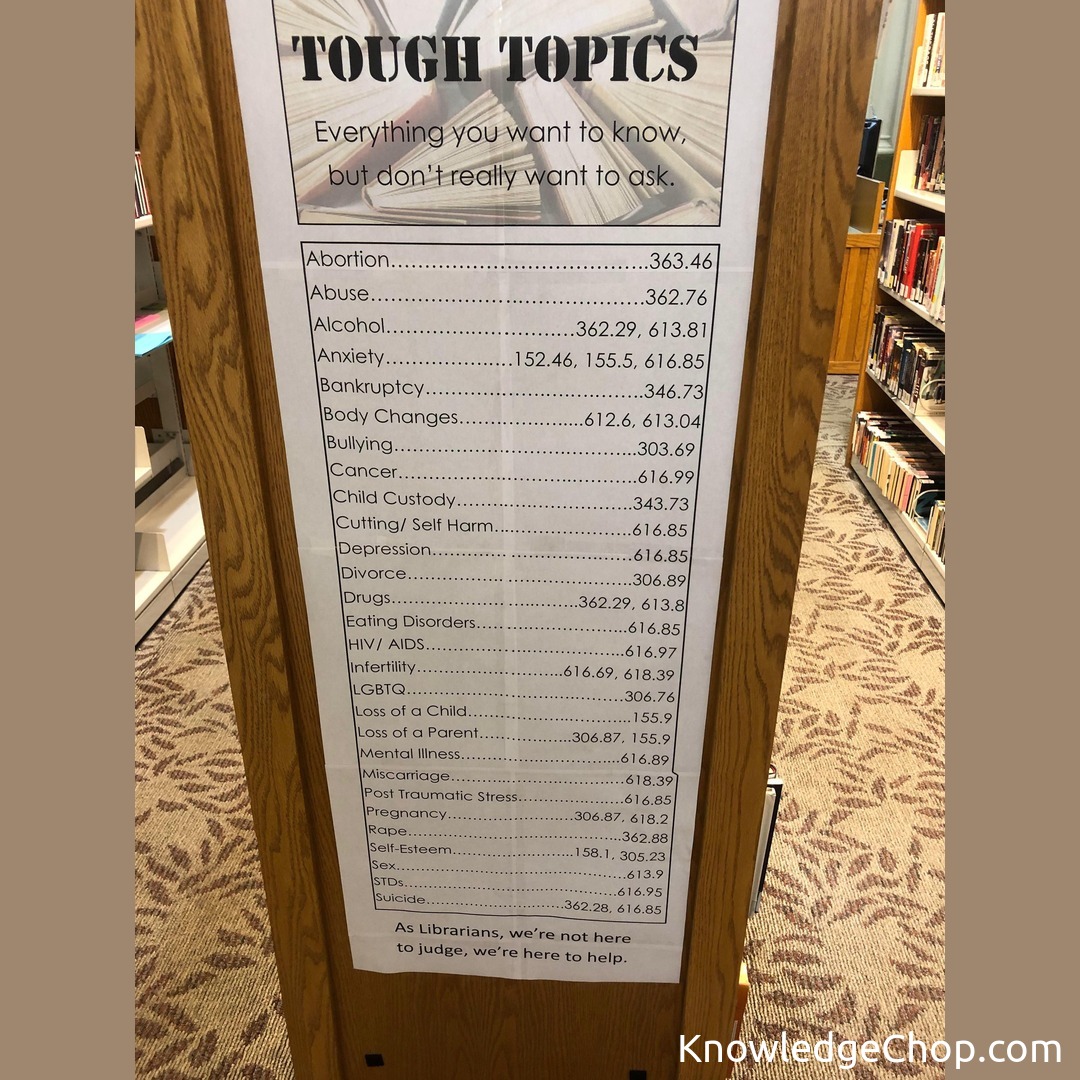 TOUGH TOPICS
Everything you want to know,
but don't really want to ask.
Abortion.......................................363.46
Abuse.........................................362.76
Alcohol............................362.29, 613.81
Anxiety...................152.46, 155.5, 616.85
Bankruptcy.................................346.73
Body Changes...................612.6, 613.04
Bullying.....................................303.69
Cancer.....................................616.99
Child Custody...........................343.73
Cutting/ Self Harm.....................616.85
Depression...............................616.85
Divorce...................................306.89
Drugs............................362.29, 613.8
Eating Disorders.......................616.85
HIV/ AIDS...............................616.97
Infertility.......................616.69, 618.39
LGBTQ...................................306.76
Loss of a Child.........................155.9
Loss of a Parent..............306.87, 155.9
Mental Illness..........................616.89
Miscarriage............................618.39
Post Traumatic Stress.................616.85
Pregnancy.....................306.87, 618.2
Rape.....................................362.88
Self-Esteem.....................158.1, 305.23
Sex........................................613.9
STDs.....................................616.95
Suicide........................362.28, 616.85
As Librarians, we're not here
to judge, we're here to help.
KnowledgeChop.com